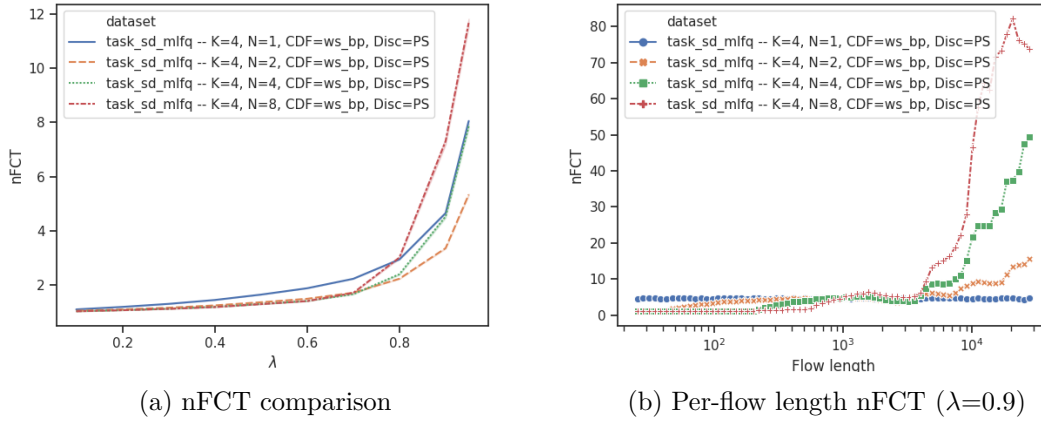 12
10
8
6
4
2
nFCT
dataset
task_sd_mlfq -- K=4, N=1, CDF=ws_bp, Disc=PS
task_sd_mlfq -- K=4, N=2, CDF=ws_bp, Disc=PS
task_sd_mlfq -- K=4, N=4, CDF=ws_bp, Disc=PS
task_sd_mlfq -- K=4, N=8, CDF=ws_bp, Disc=PS
0.2 0.4 0.6 0.8
λ
(a) nFCT comparison
80
70
60
50
40
30
20
10
0
nFCT
dataset
task_sd_mlfq -- K=4, N=1, CDF=ws_bp, Disc=PS
task_sd_mlfq -- K=4, N=2, CDF=ws_bp, Disc=PS
task_sd_mlfq -- K=4, N=4, CDF=ws_bp, Disc=PS
task_sd_mlfq -- K=4, N=8, CDF=ws_bp, Disc=PS
10² 10³ 10⁴
Flow length
(b) Per-flow length nFCT (λ=0.9)